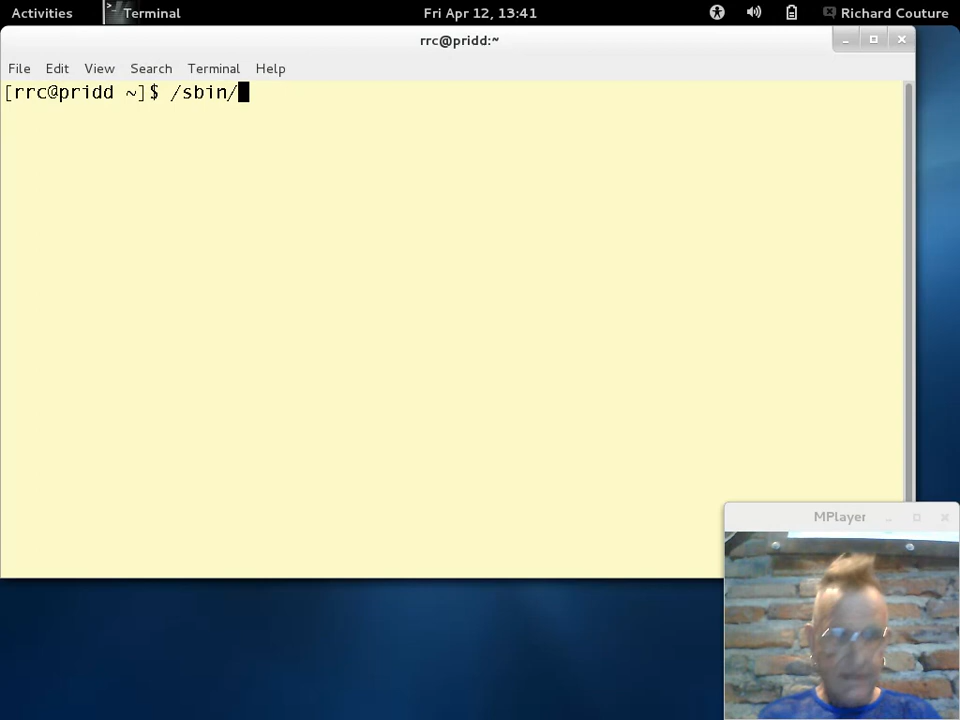 Activities Terminal Fri Apr 12, 13:41 Richard Couture
rrc@pridd:~
File Edit View Search Terminal Help
[rrc@pridd ~]$ /sbin/
MPlayer